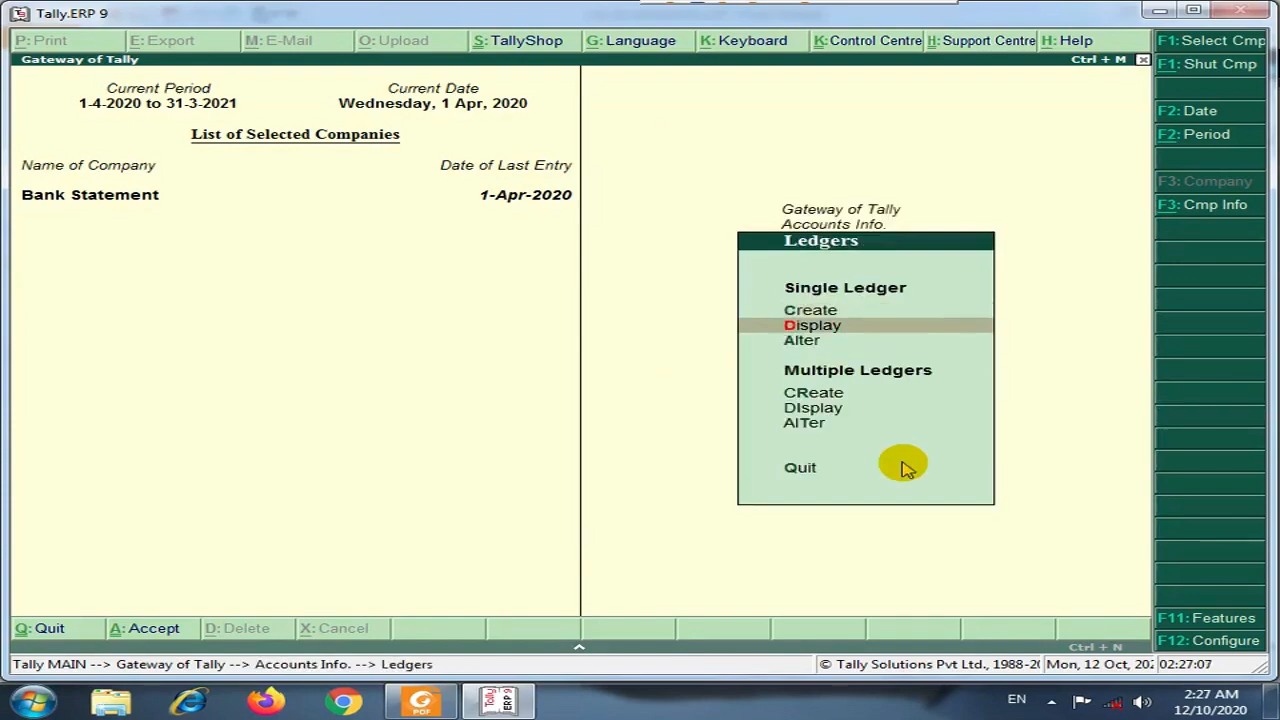 Tally.ERP 9
P: Print E: Export M: E-Mail O: Upload S: TallyShop G: Language K: Keyboard K: Control Centre H: Support Centre H: Help F1: Select Cmp
Gateway of Tally Ctrl + M
F1: Shut Cmp
Current Period Current Date
1-4-2020 to 31-3-2021 Wednesday, 1 Apr, 2020
F2: Date
List of Selected Companies F2: Period
Name of Company Date of Last Entry
F3: Company
Bank Statement 1-Apr-2020
F3: Cmp Info
Gateway of Tally
Accounts Info.
Ledgers
Single Ledger
Create
Display
Alter
Multiple Ledgers
CReate
DIsplay
AlTer
Quit
F11: Features
Q: Quit A: Accept D: Delete X: Cancel
F12: Configure
Ctrl + N
Tally MAIN --> Gateway of Tally --> Accounts Info. --> Ledgers © Tally Solutions Pvt Ltd., 1988-20 Mon, 12 Oct, 202 02:27:07
Tally ERP 9
PDF
EN
2:27 AM
12/10/2020